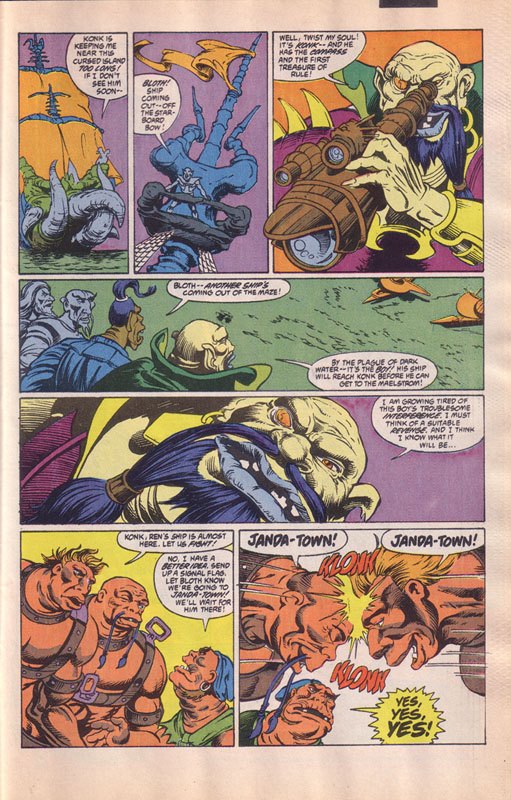 KONK IS
KEEPING ME
NEAR THIS
CURSED ISLAND
TOO LONG!
IF I DON'T
SEE HIM
SOON--
BLOTH!
SHIP
COMING
OUT--OFF
THE STAR-
BOARD
BOW!
WELL, TWIST MY SOUL!
IT'S KONK-- AND HE
HAS THE COMPASS
AND THE FIRST
TREASURE OF
RULE!
BLOTH-- ANOTHER SHIP'S
COMING OUT OF THE MAZE!
BY THE PLAGUE OF DARK
WATER--IT'S THE BOY! HIS SHIP
WILL REACH KONK BEFORE HE CAN
GET TO THE MAELSTROM!
I AM GROWING TIRED OF
THIS BOY'S TROUBLESOME
INTERFERENCE. I MUST
THINK OF A SUITABLE
REVENGE. AND I THINK
I KNOW WHAT IT
WILL BE...
KONK, REN'S SHIP IS ALMOST
HERE. LET US FIGHT!
NO, I HAVE A
BETTER IDEA. SEND
UP A SIGNAL FLAG.
LET BLOTH KNOW
WE'RE GOING TO
JANDA-TOWN!
WE'LL WAIT FOR
HIM THERE!
JANDA-TOWN!
JANDA-TOWN!
KLONK
KLONK
YES,
YES,
YES!